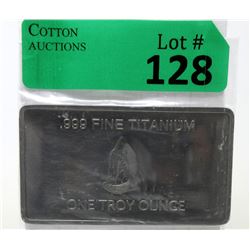 COTTON
AUCTIONS
Lot #
128
.999 FINE TITANIUM
ONE TROY OUNCE